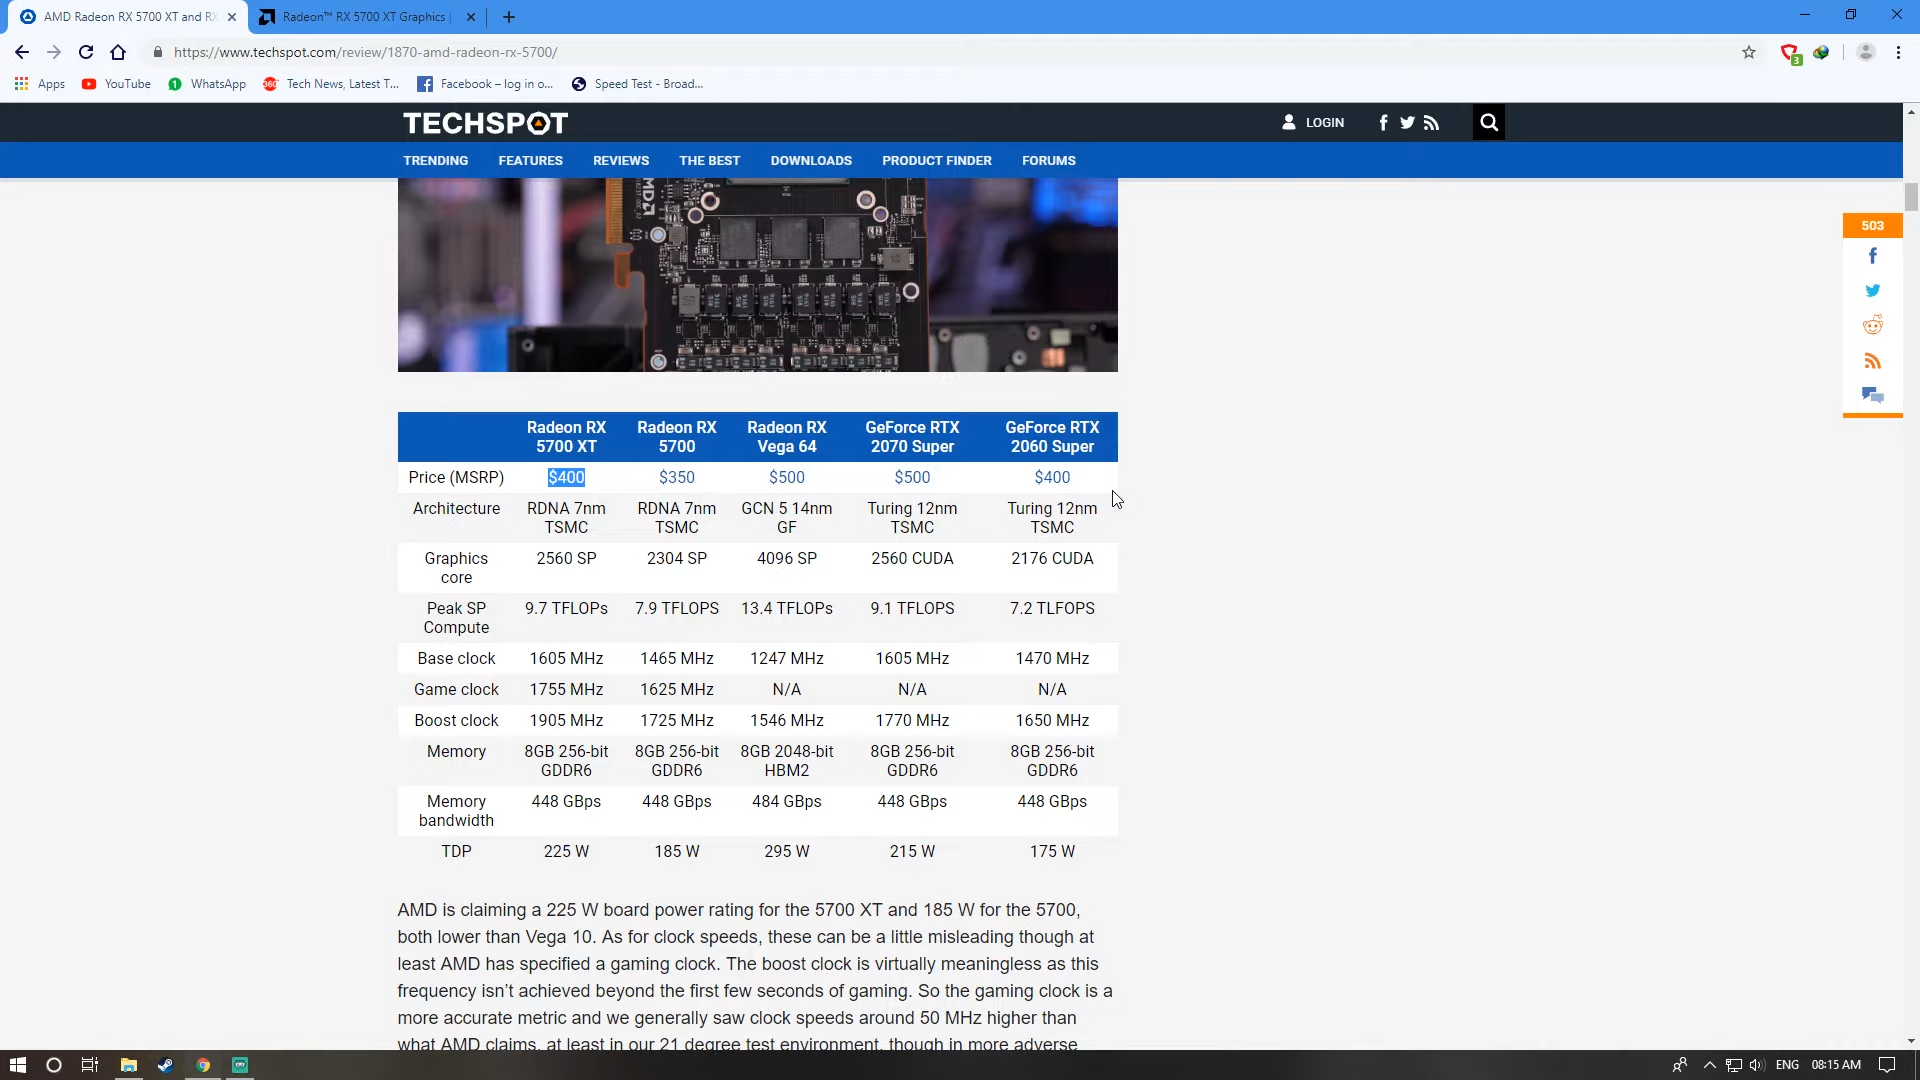 AMD Radeon RX 5700 XT and RX
Radeon™ RX 5700 XT Graphics
https://www.techspot.com/review/1870-amd-radeon-rx-5700/
3
Apps YouTube 1 WhatsApp 360 Tech News, Latest T... Facebook – log in o... Speed Test - Broad...
TECHSPOT
LOGIN
TRENDING FEATURES REVIEWS THE BEST DOWNLOADS PRODUCT FINDER FORUMS
AMD
503
Radeon RX 5700 XT Radeon RX 5700 Radeon RX Vega 64 GeForce RTX 2070 Super GeForce RTX 2060 Super
Price (MSRP) $400 $350 $500 $500 $400
Architecture RDNA 7nm TSMC RDNA 7nm TSMC GCN 5 14nm GF Turing 12nm TSMC Turing 12nm TSMC
Graphics core 2560 SP 2304 SP 4096 SP 2560 CUDA 2176 CUDA
Peak SP Compute 9.7 TFLOPs 7.9 TFLOPS 13.4 TFLOPs 9.1 TFLOPS 7.2 TLFOPS
Base clock 1605 MHz 1465 MHz 1247 MHz 1605 MHz 1470 MHz
Game clock 1755 MHz 1625 MHz N/A N/A N/A
Boost clock 1905 MHz 1725 MHz 1546 MHz 1770 MHz 1650 MHz
Memory 8GB 256-bit GDDR6 8GB 256-bit GDDR6 8GB 2048-bit HBM2 8GB 256-bit GDDR6 8GB 256-bit GDDR6
Memory bandwidth 448 GBps 448 GBps 484 GBps 448 GBps 448 GBps
TDP 225 W 185 W 295 W 215 W 175 W
AMD is claiming a 225 W board power rating for the 5700 XT and 185 W for the 5700,
both lower than Vega 10. As for clock speeds, these can be a little misleading though at
least AMD has specified a gaming clock. The boost clock is virtually meaningless as this
frequency isn't achieved beyond the first few seconds of gaming. So the gaming clock is a
more accurate metric and we generally saw clock speeds around 50 MHz higher than
what AMD claims, at least in our 21 degree test environment, though in more adverse
ENG 08:15 AM